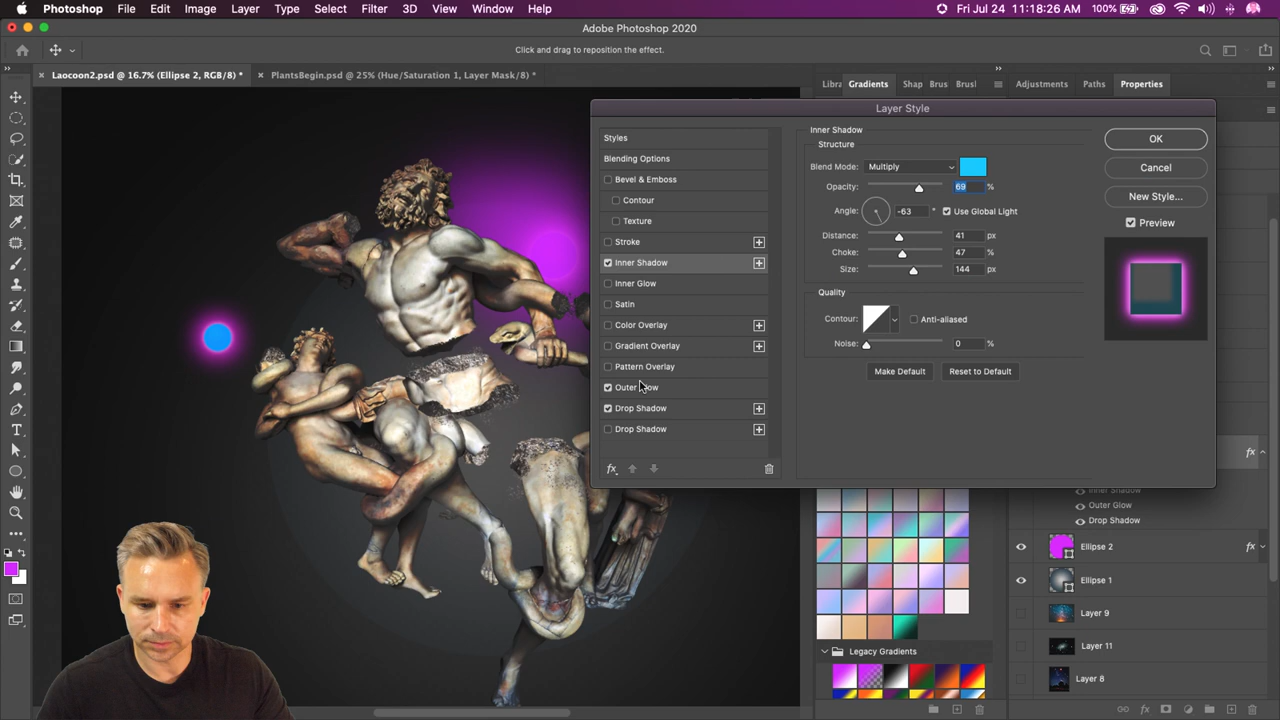 Photoshop File Edit Image Layer Type Select Filter 3D View Window Help 100% Fri Jul 24 11:18:26 AM
Adobe Photoshop 2020
Click and drag to reposition the effect.
Laocoon2.psd @ 16.7% (Ellipse 2, RGB/8) *
PlantsBegin.psd @ 25% (Hue/Saturation 1, Layer Mask/8) *
Libra Gradients Shap Brus Brusl
Adjustments Paths Properties
Layer Style
Styles
Blending Options
Bevel & Emboss
Contour
Texture
Stroke
Inner Shadow
Inner Glow
Satin
Color Overlay
Gradient Overlay
Pattern Overlay
Outer Glow
Drop Shadow
Drop Shadow
fx
Inner Shadow
Structure
Blend Mode: Multiply
Opacity: 69 %
Angle: -63 ° Use Global Light
Distance: 41 px
Choke: 47 %
Size: 144 px
Quality
Contour: Anti-aliased
Noise: 0 %
Make Default Reset to Default
OK
Cancel
New Style...
Preview
fx
Inner Shadow
Outer Glow
Drop Shadow
Ellipse 2 fx
Ellipse 1
Layer 9
Layer 11
Layer 8
Legacy Gradients
fx